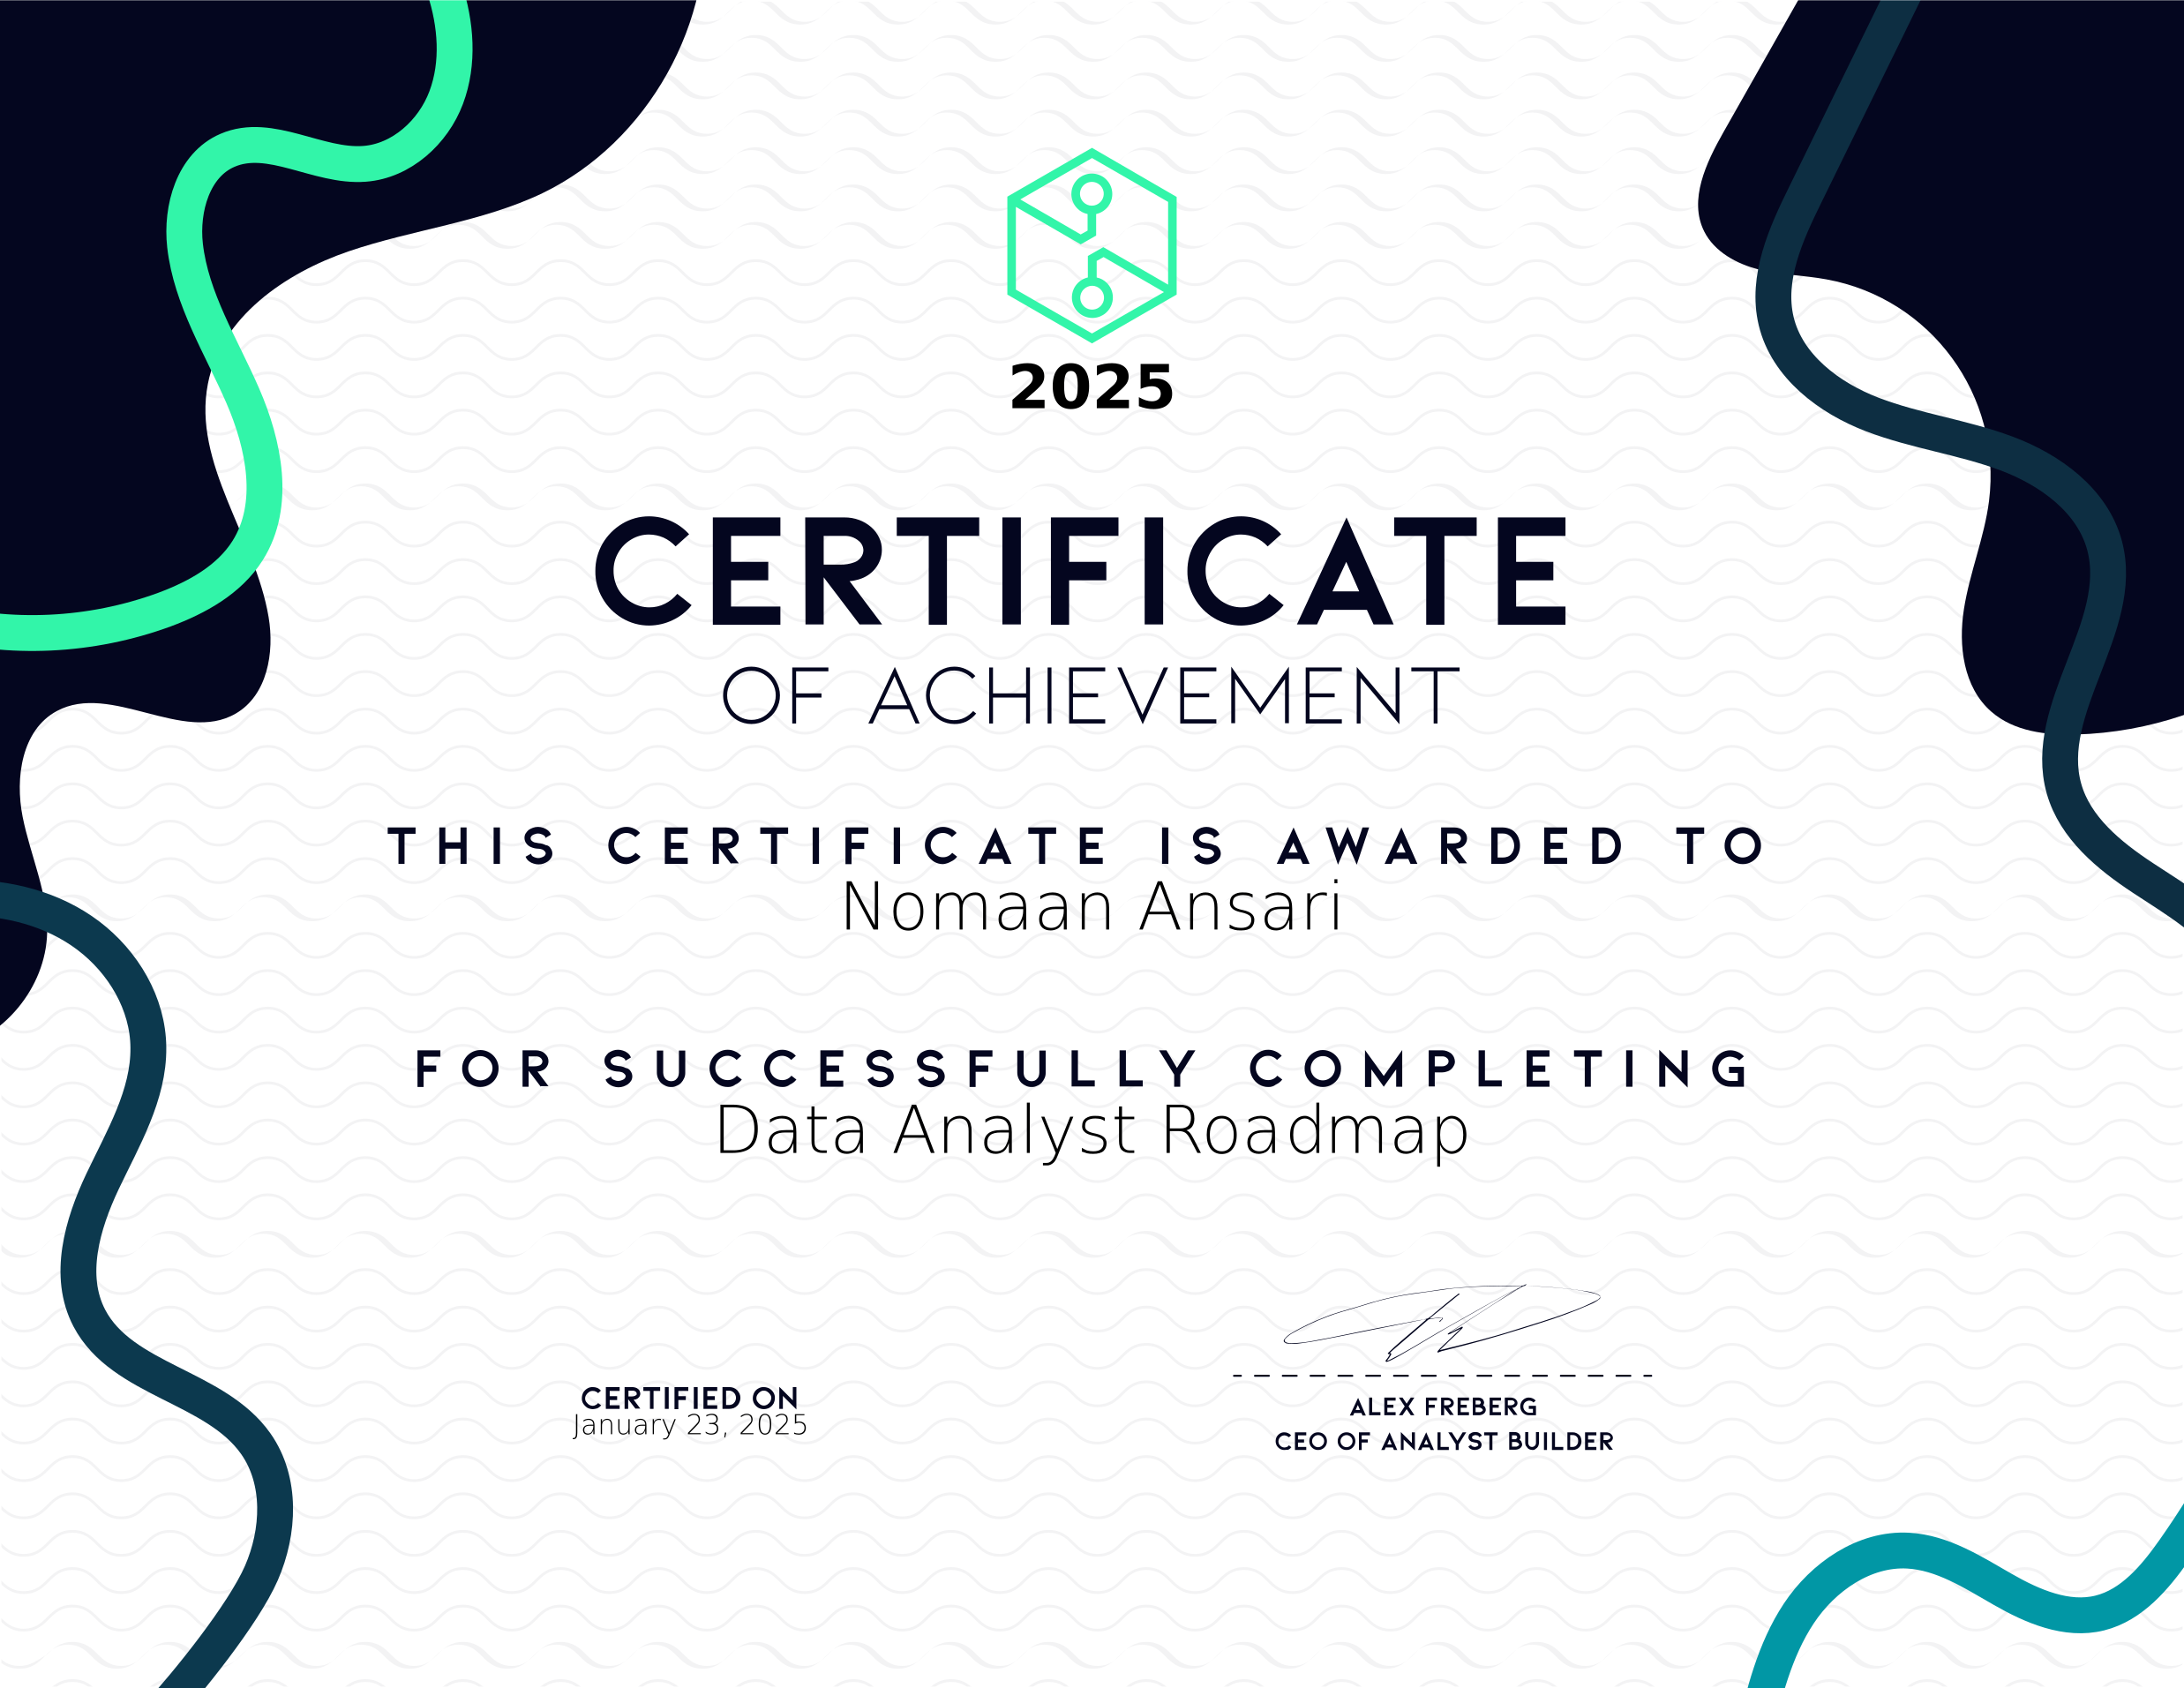 2025
CERTIFICATE
OF ACHIEVEMENT
THIS CERTIFICATE IS AWARDED TO
Nomaan Ansari
FOR SUCCESSFULLY COMPLETING
Data Analyst Roadmap
CERTIFIED ON
January 23, 2025
ALEX FREBERG
CEO OF ANALYST BUILDER